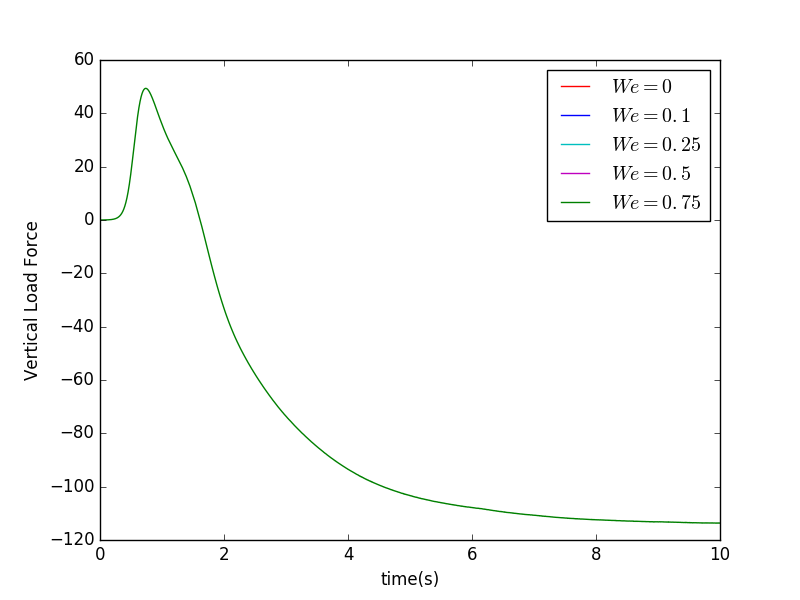 60
40
20
0
−20
−40
−60
−80
−100
−120
Vertical Load Force
We = 0
We = 0.1
We = 0.25
We = 0.5
We = 0.75
0 2 4 6 8 10
time(s)